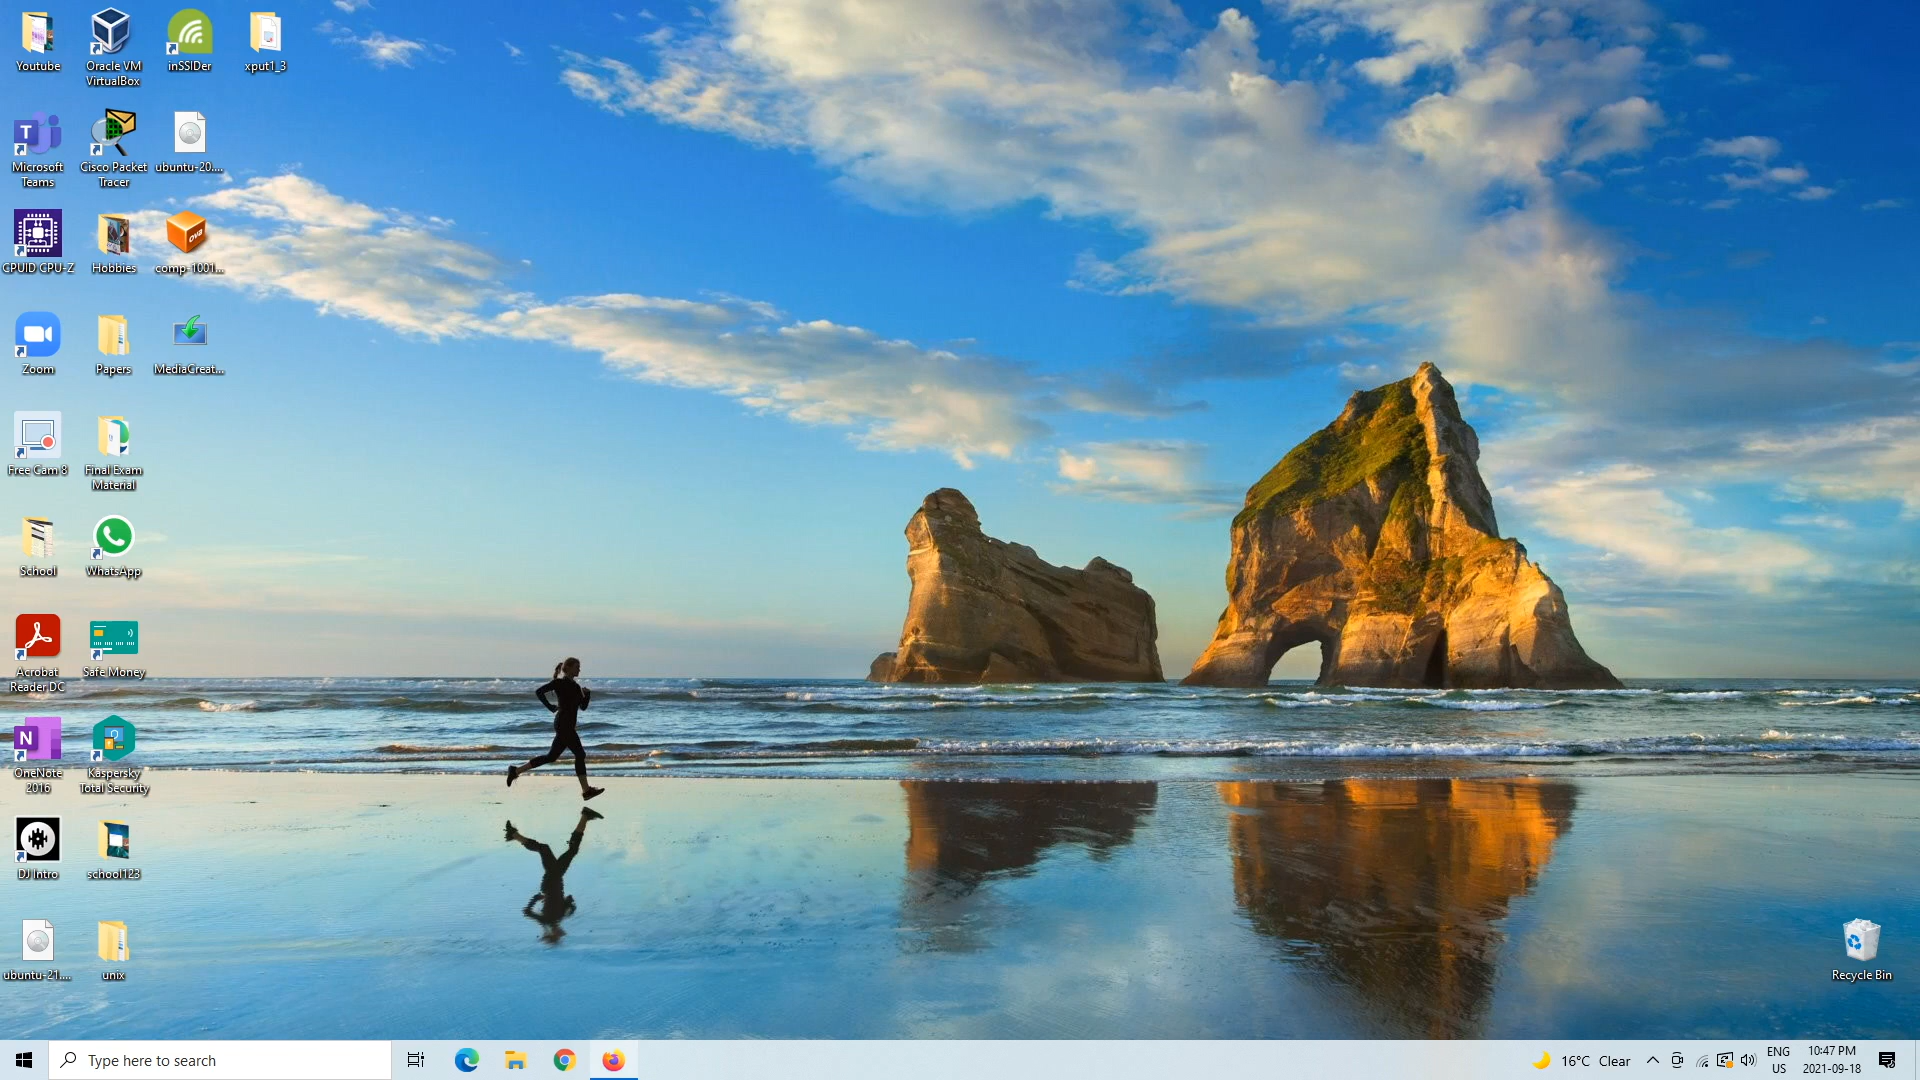 Youtube
Oracle VM
VirtualBox
inSSIDer
xput1_3
Microsoft
Teams
Cisco Packet
Tracer
ubuntu-20....
CPUID CPU-Z
Hobbies
ova
comp-1001...
Zoom
Papers
MediaCreat...
Free Cam 8
Final Exam
Material
School
WhatsApp
Acrobat
Reader DC
Safe Money
OneNote
2016
Kaspersky
Total Security
DJ Intro
school123
ubuntu-21....
unix
Recycle Bin
Type here to search
16°C Clear
ENG
US
10:47 PM
2021-09-18